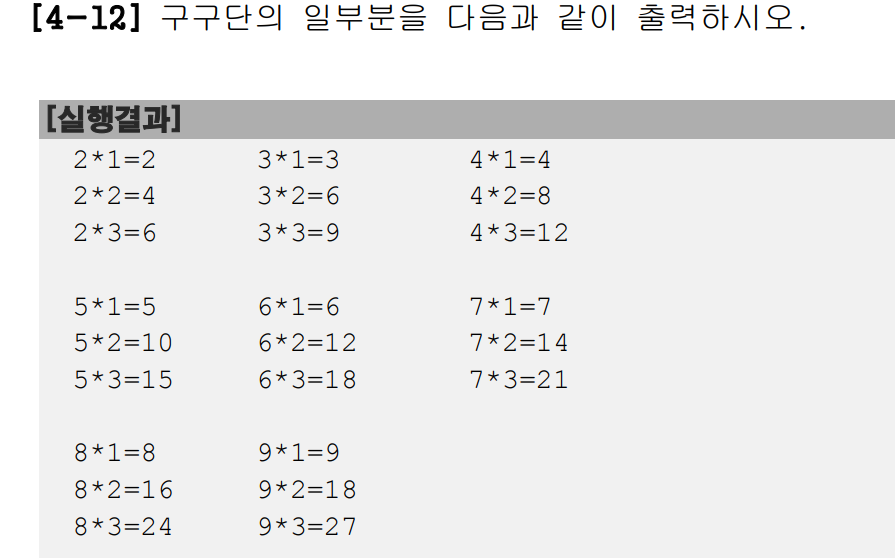 [4-12] 구구단의 일부분을 다음과 같이 출력하시오.
[실행결과]
2*1=2 3*1=3 4*1=4
2*2=4 3*2=6 4*2=8
2*3=6 3*3=9 4*3=12
5*1=5 6*1=6 7*1=7
5*2=10 6*2=12 7*2=14
5*3=15 6*3=18 7*3=21
8*1=8 9*1=9
8*2=16 9*2=18
8*3=24 9*3=27